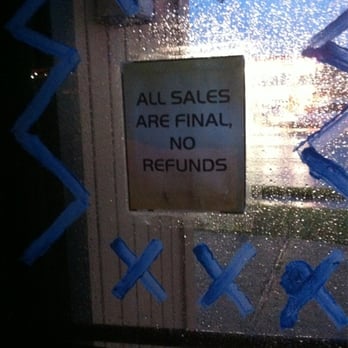 ALL SALES
ARE FINAL,
NO
REFUNDS